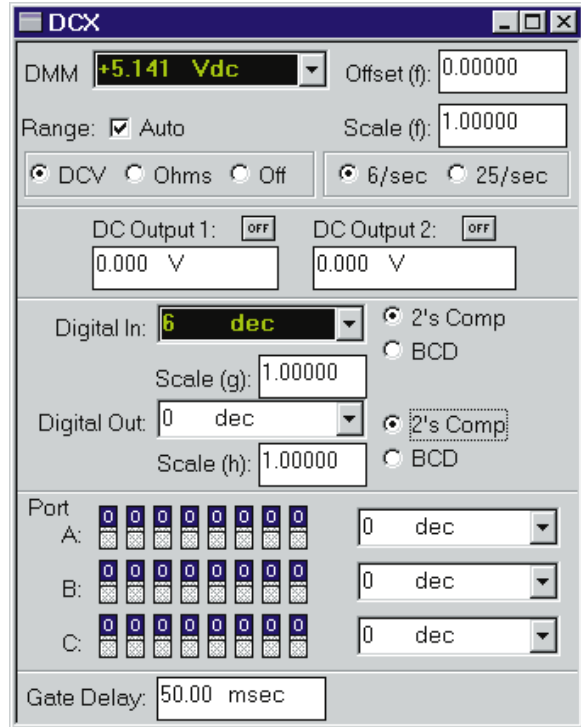 DCX
DMM +5.141 Vdc Offset (f): 0.00000
Range: Auto Scale (f): 1.00000
DCV Ohms Off 6/sec 25/sec
DC Output 1: OFF DC Output 2: OFF
0.000 V 0.000 V
Digital In: 6 dec 2's Comp
BCD
Scale (g): 1.00000
Digital Out: 0 dec 2's Comp
Scale (h): 1.00000 BCD
Port
A: 0 0 0 0 0 0 0 0 0 dec
B: 0 0 0 0 0 0 0 0 0 dec
C: 0 0 0 0 0 0 0 0 0 dec
Gate Delay: 50.00 msec